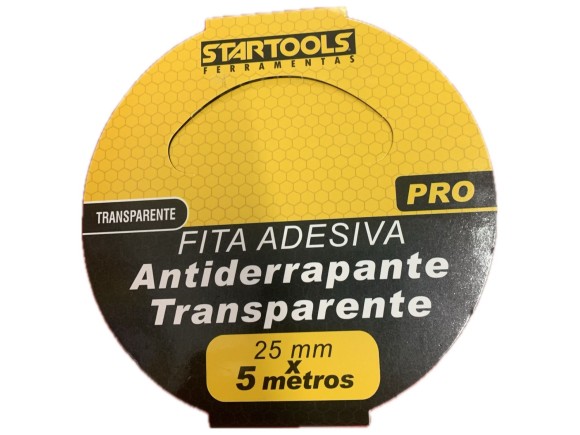 STARTOOLS
FERRAMENTAS
PRO
TRANSPARENTE
FITA ADESIVA
Antiderrapante
Transparente
25 mm
x
5 metros